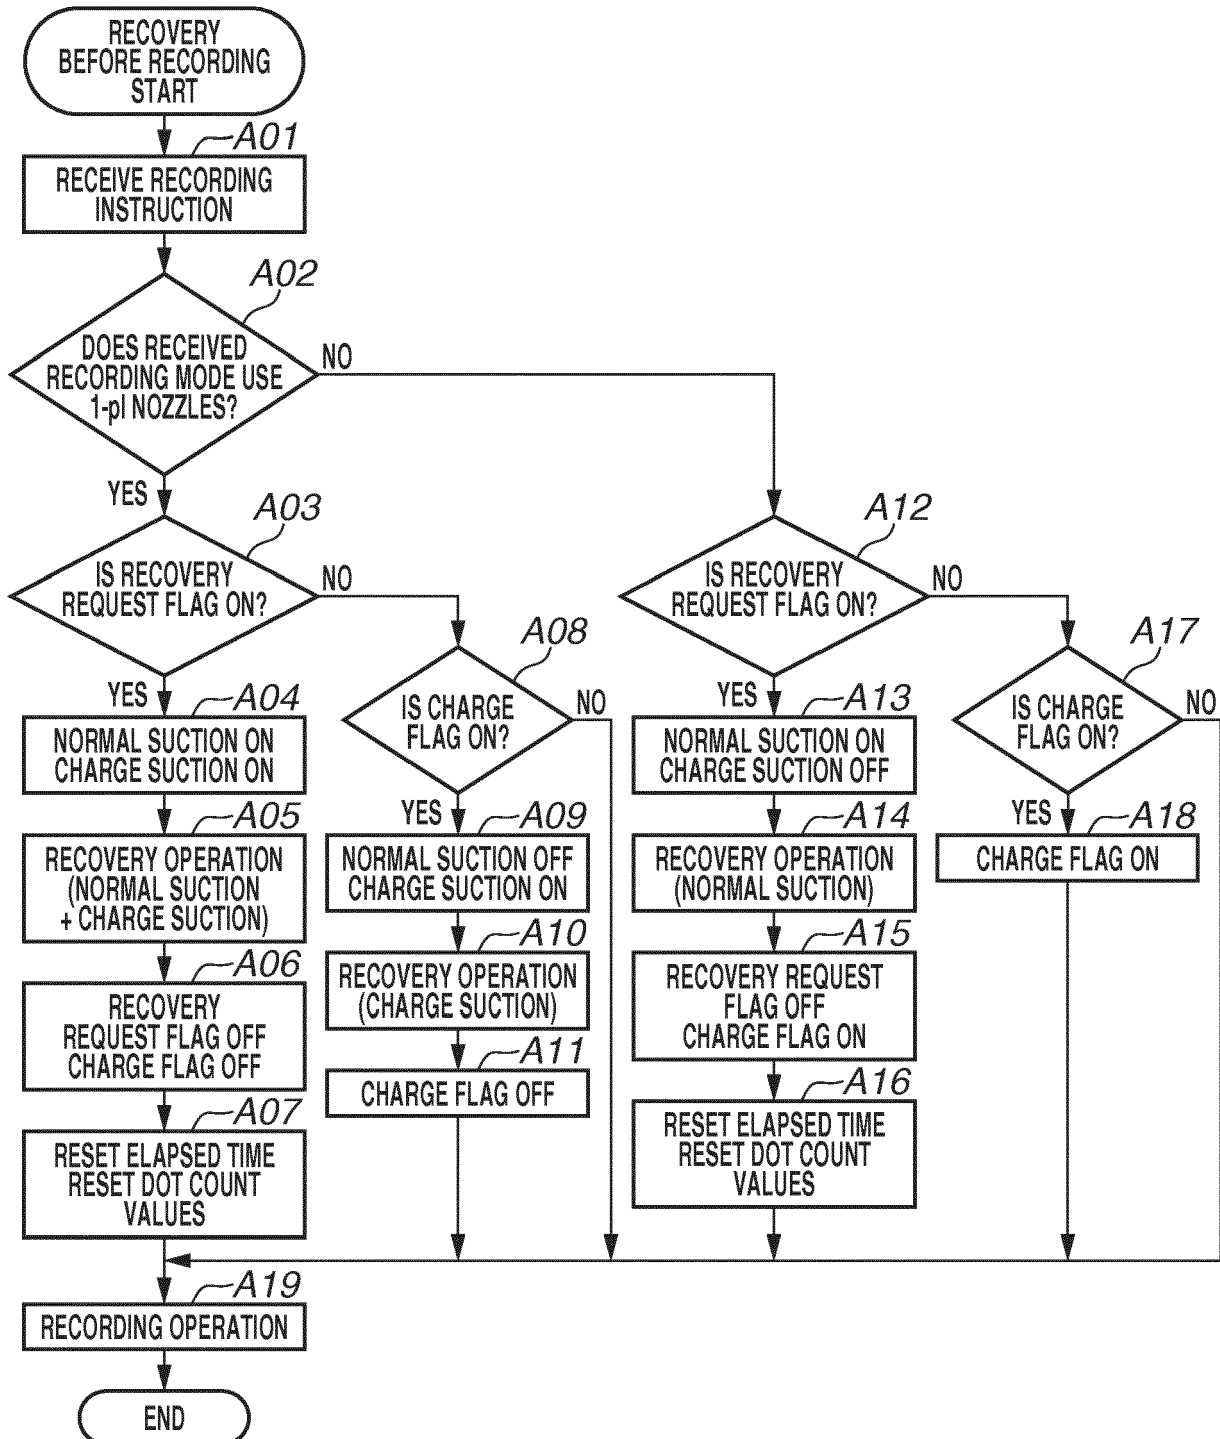 RECOVERY
BEFORE RECORDING
START
A01
RECEIVE RECORDING
INSTRUCTION
A02
DOES RECEIVED
RECORDING MODE USE
1-pl NOZZLES?
NO
YES
A03
IS RECOVERY
REQUEST FLAG ON?
NO
YES
A04
NORMAL SUCTION ON
CHARGE SUCTION ON
A05
RECOVERY OPERATION
(NORMAL SUCTION
+ CHARGE SUCTION)
A06
RECOVERY
REQUEST FLAG OFF
CHARGE FLAG OFF
A07
RESET ELAPSED TIME
RESET DOT COUNT
VALUES
A08
IS CHARGE
FLAG ON?
NO
YES
A09
NORMAL SUCTION OFF
CHARGE SUCTION ON
A10
RECOVERY OPERATION
(CHARGE SUCTION)
A11
CHARGE FLAG OFF
A12
IS RECOVERY
REQUEST FLAG ON?
NO
YES
A13
NORMAL SUCTION ON
CHARGE SUCTION OFF
A14
RECOVERY OPERATION
(NORMAL SUCTION)
A15
RECOVERY REQUEST
FLAG OFF
CHARGE FLAG ON
A16
RESET ELAPSED TIME
RESET DOT COUNT
VALUES
A17
IS CHARGE
FLAG ON?
NO
YES
A18
CHARGE FLAG ON
A19
RECORDING OPERATION
END